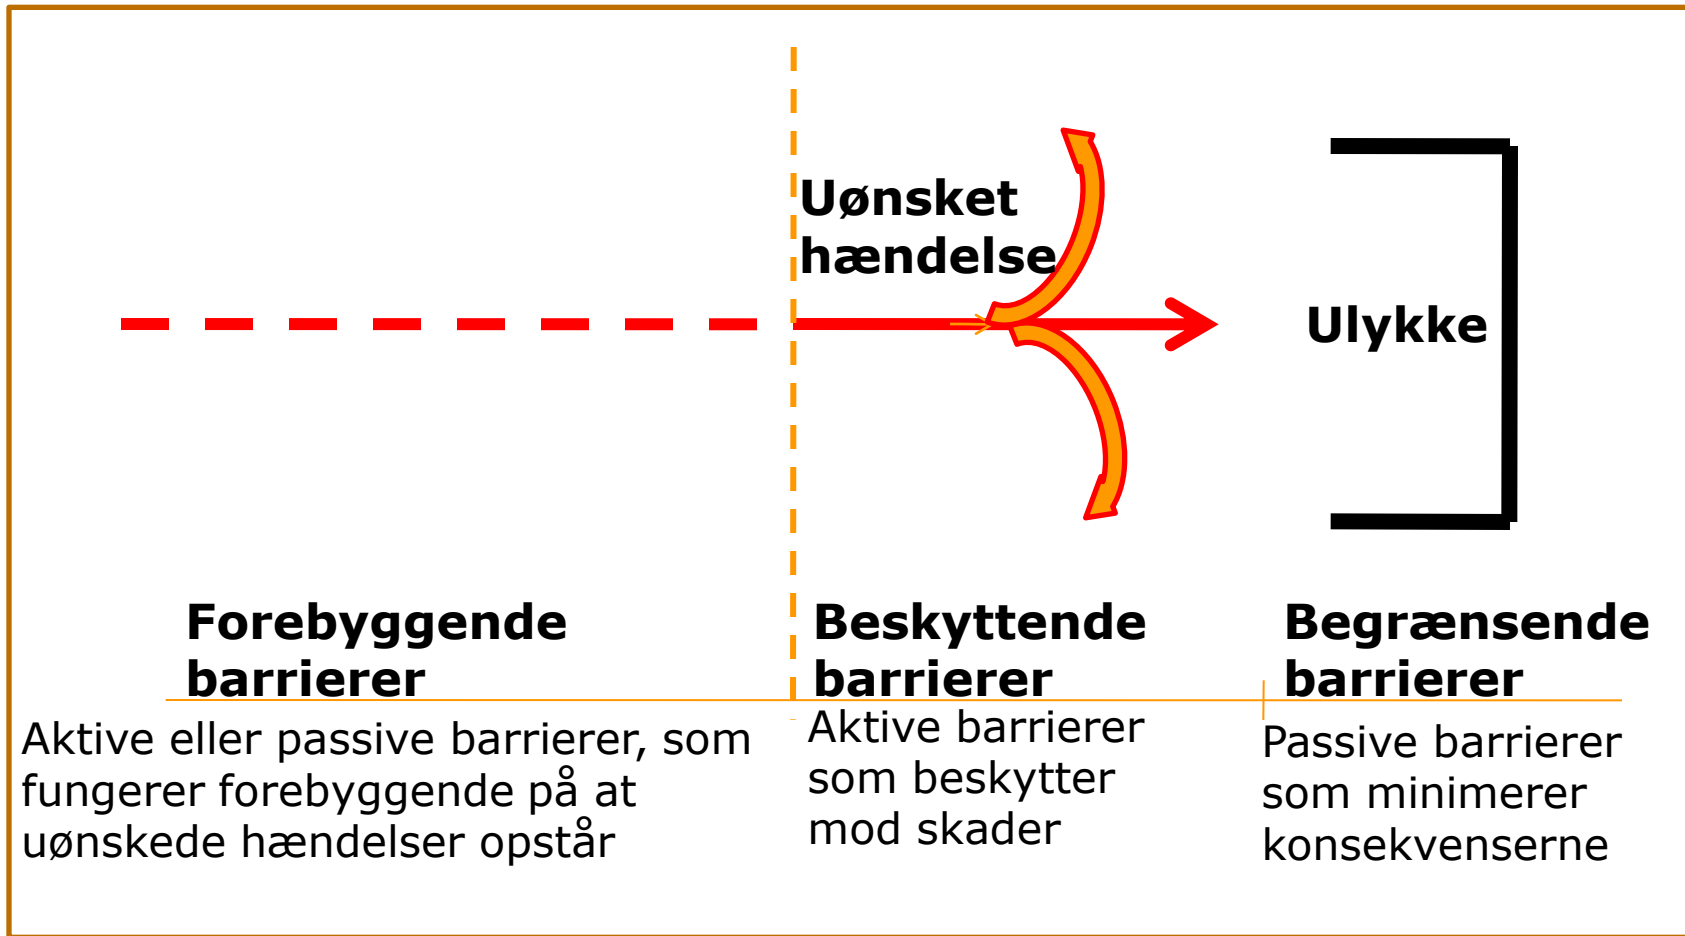 Uønsket
hændelse
Ulykke
Forebyggende
barrierer
Aktive eller passive barrierer, som
fungerer forebyggende på at
uønskede hændelser opstår
Beskyttende
barrierer
Aktive barrierer
som beskytter
mod skader
Begrænsende
barrierer
Passive barrierer
som minimerer
konsekvenserne